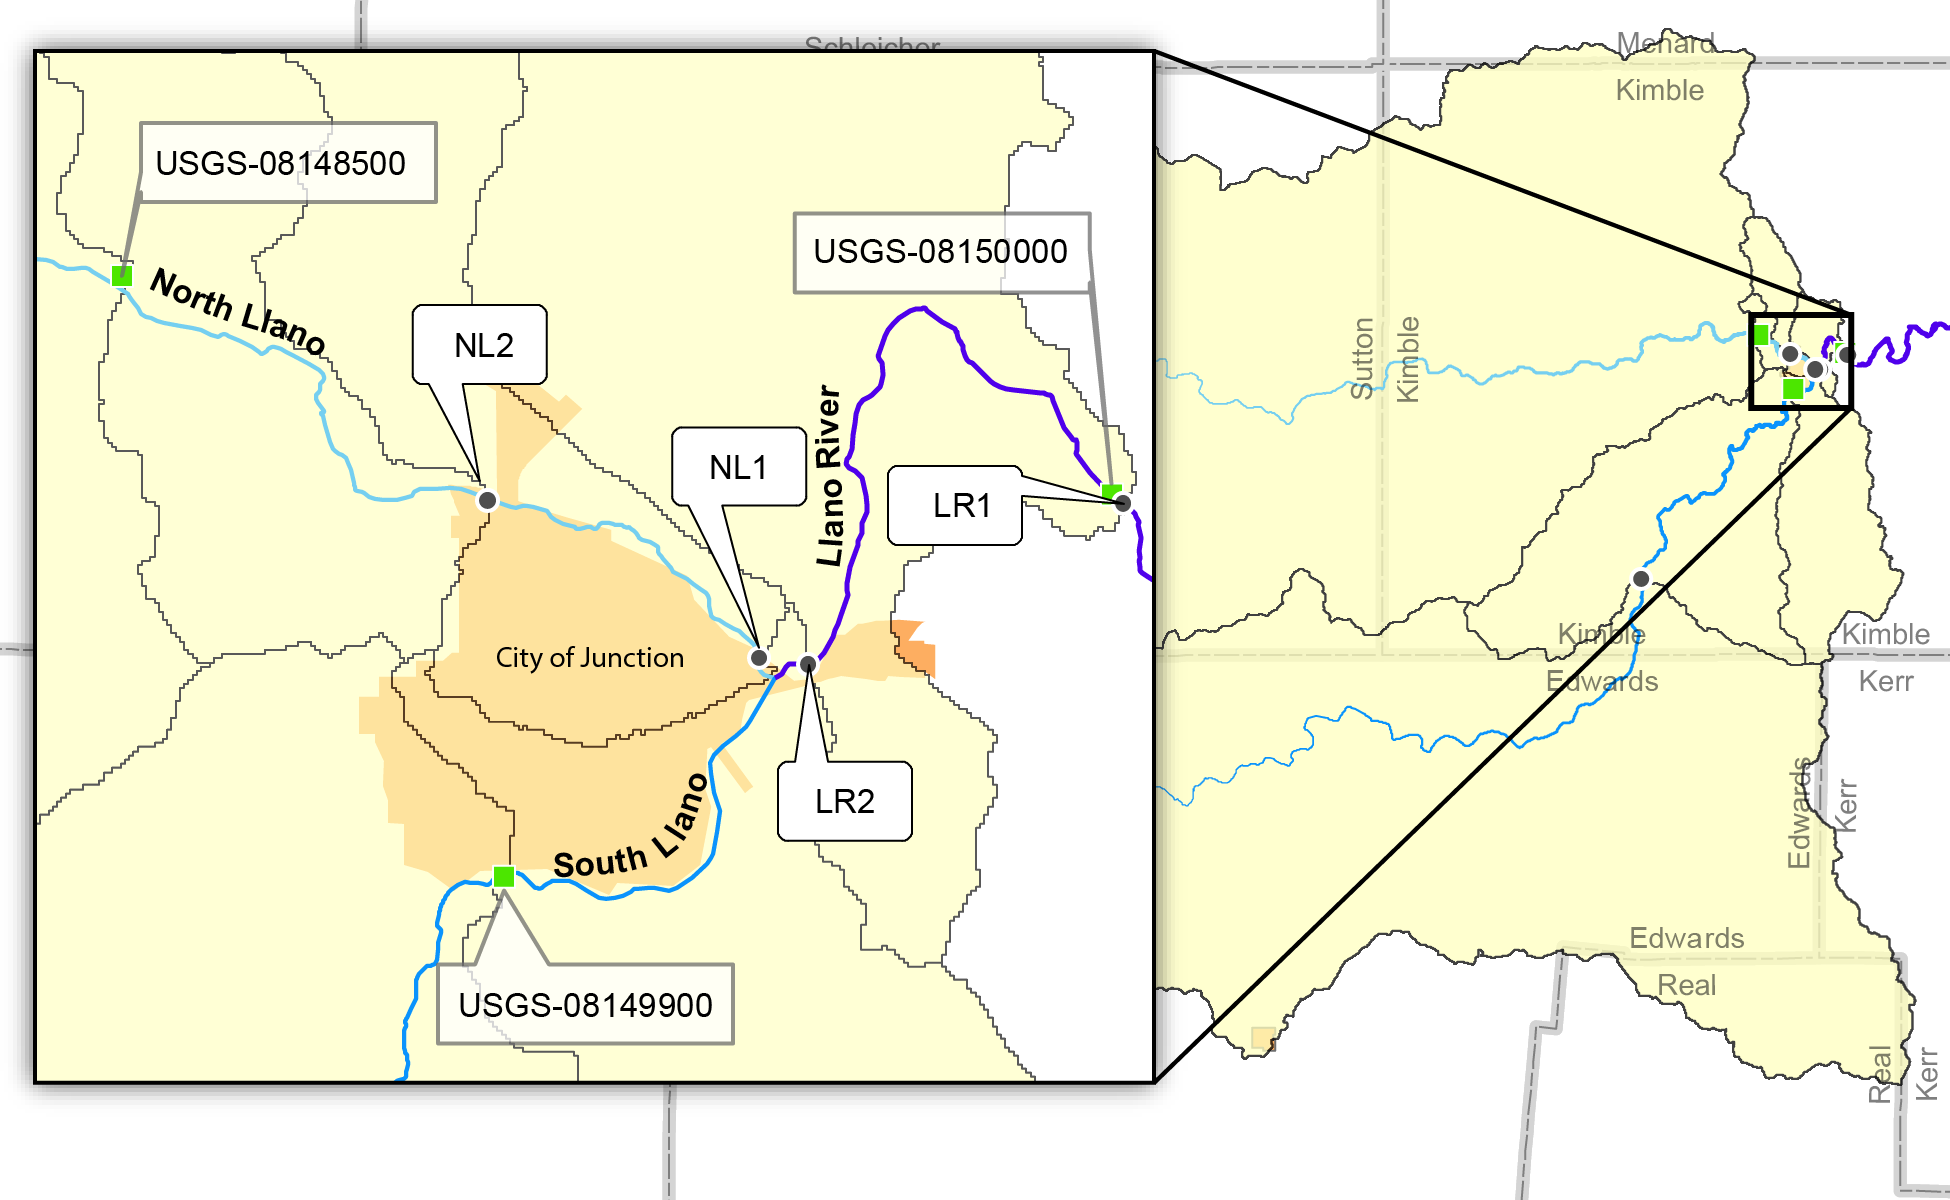 Schleicher
Menard
Kimble
USGS-08148500
USGS-08150000
North Llano
NL2
NL1
Llano River
LR1
Sutton
Kimble
City of Junction
Kimble
Edwards
Kimble
Kerr
South Llano
LR2
Edwards
Kerr
USGS-08149900
Edwards
Real
Real
Kerr